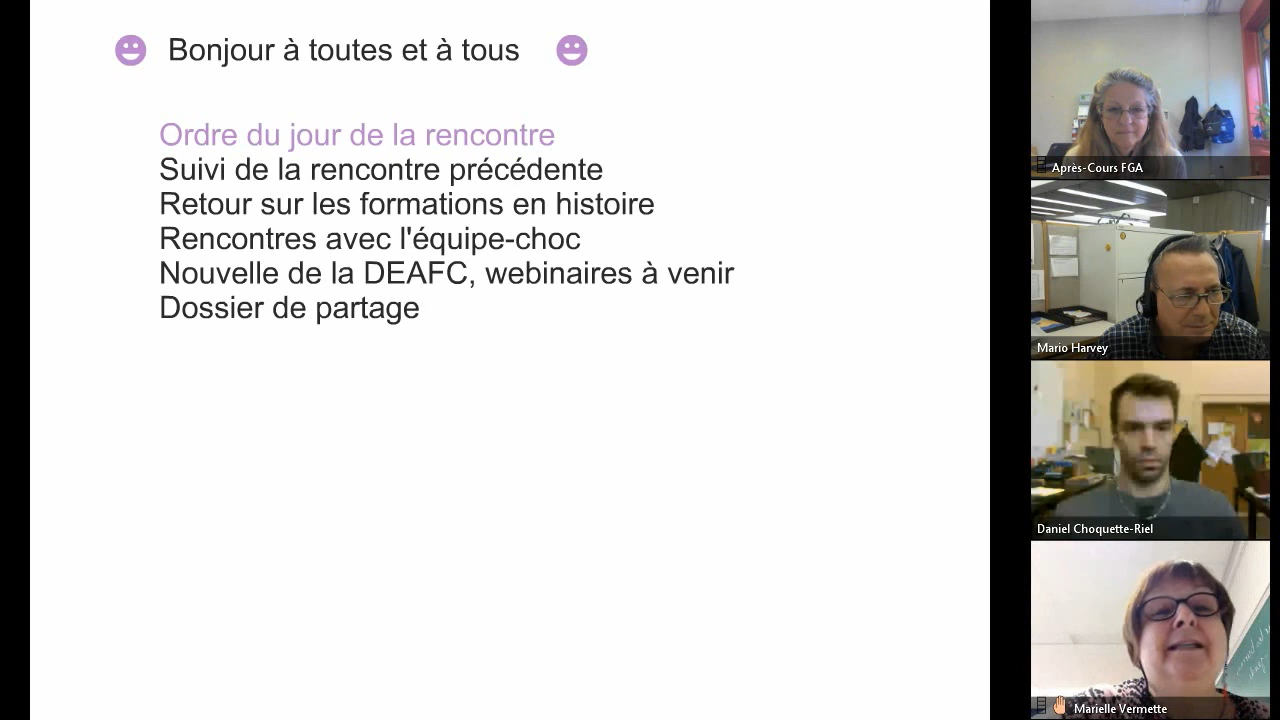 Bonjour à toutes et à tous
Ordre du jour de la rencontre
Suivi de la rencontre précédente
Retour sur les formations en histoire
Rencontres avec l'équipe-choc
Nouvelle de la DEAFC, webinaires à venir
Dossier de partage
Après-Cours FGA
Mario Harvey
Daniel Choquette-Riel
Marielle Vermette